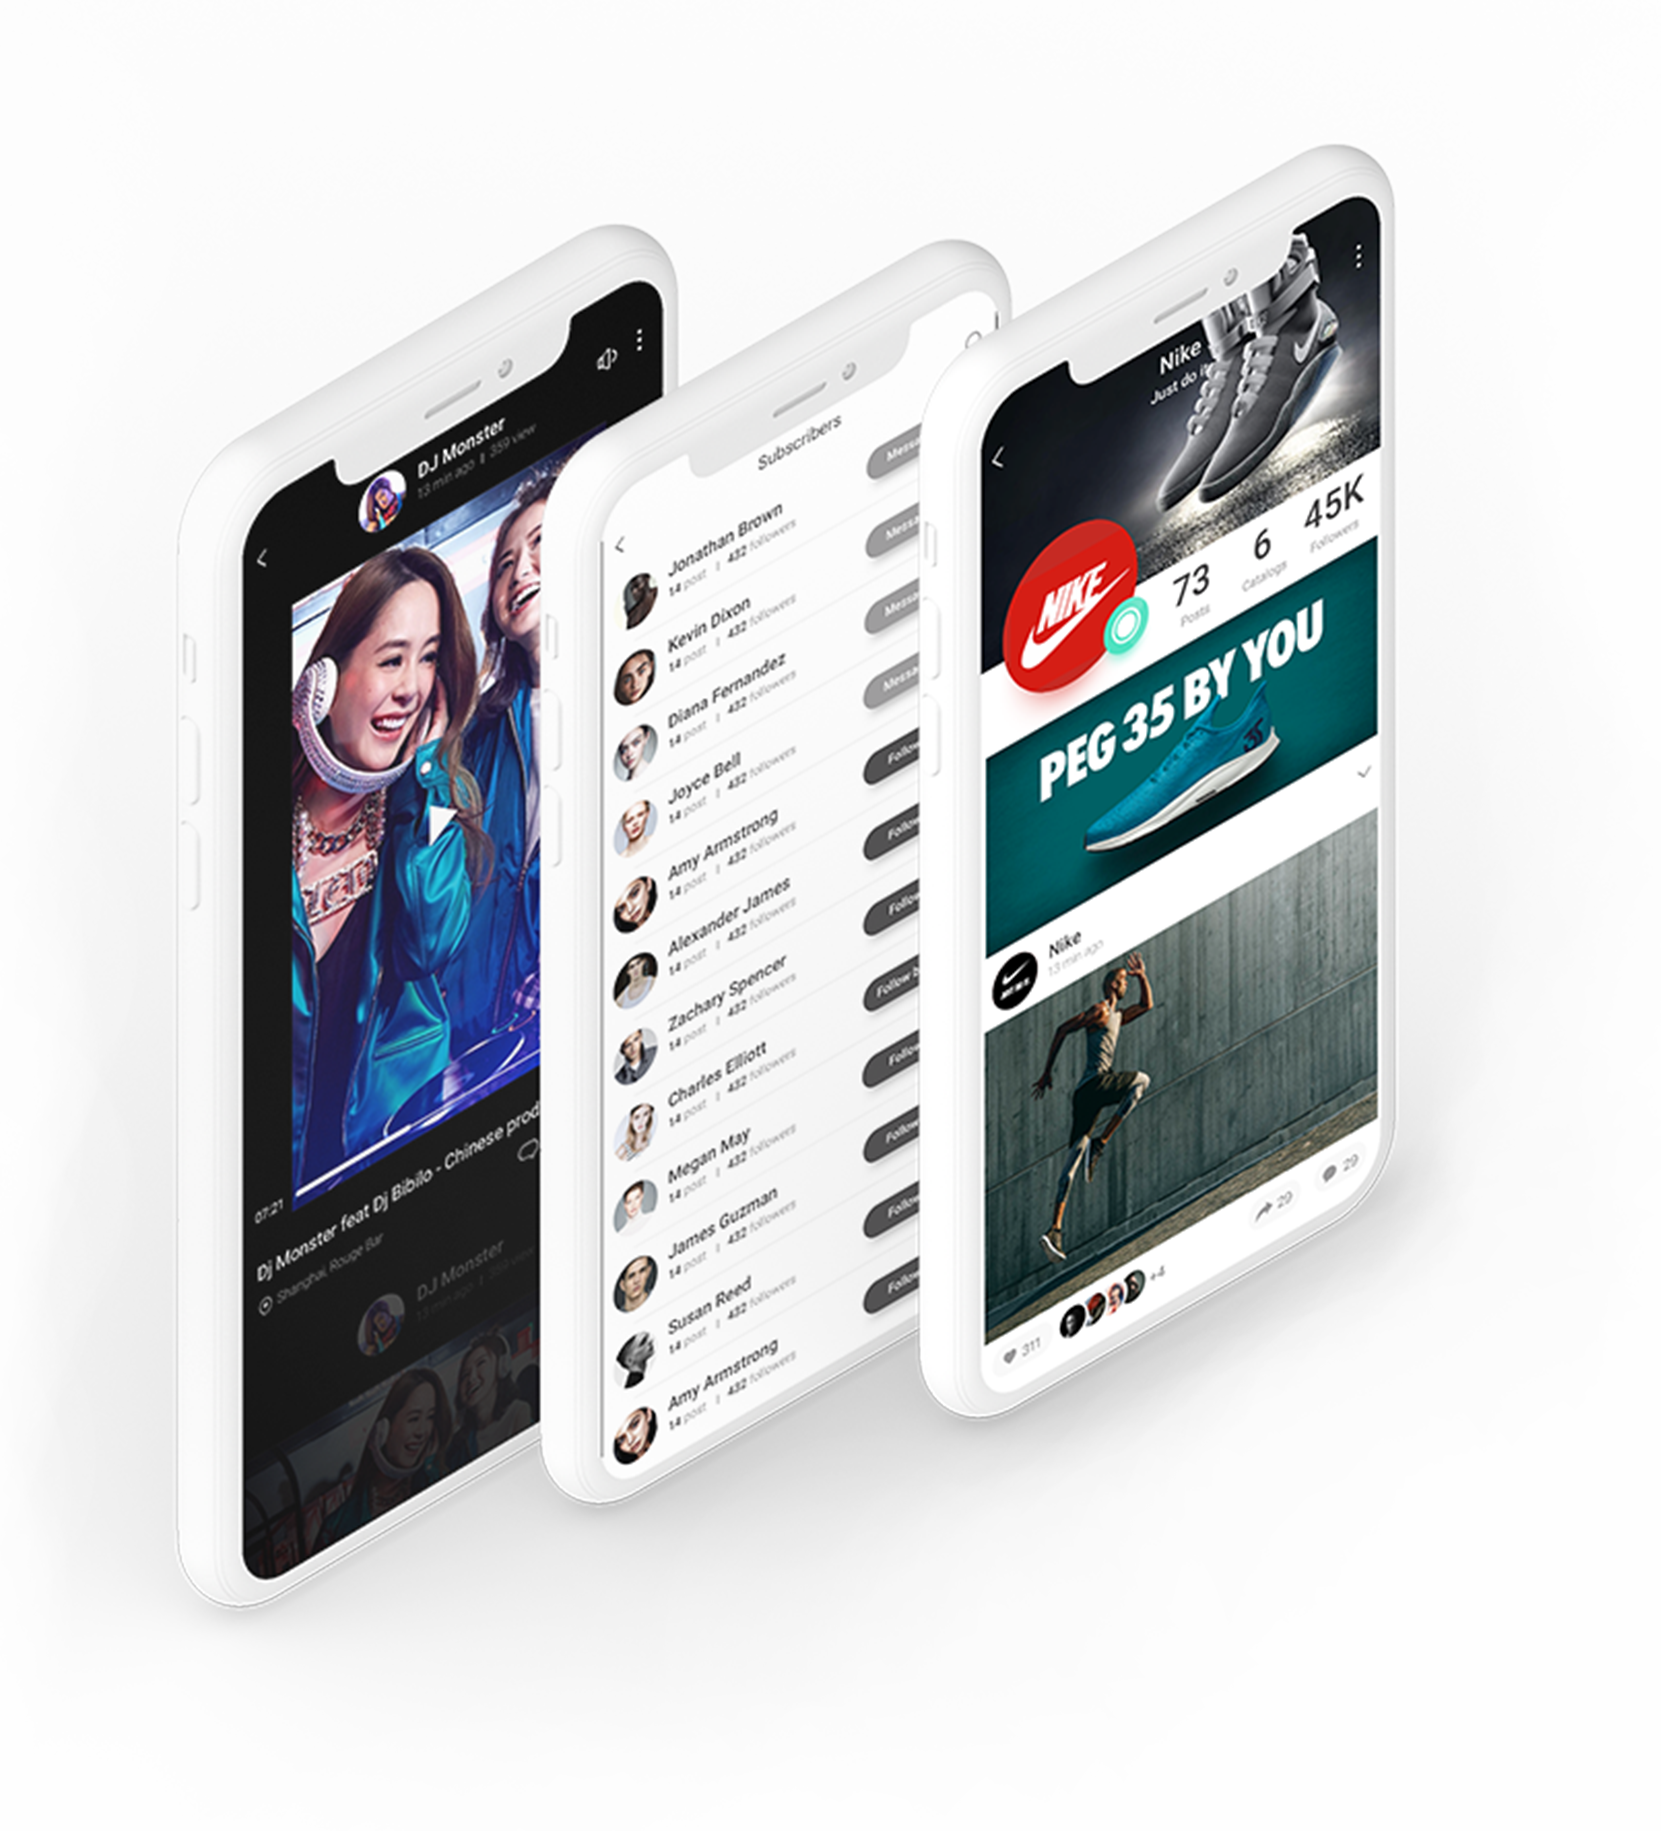 DJ Monster
13 min ago | 359 view
07:21
Dj Monster feat Dj Bibilo - Chinese prod
Shanghai, Rouge Bar
DJ Monster
13 min ago | 359 view
Subscribers
Jonathan Brown
14 post | 432 followers
Messa
Kevin Dixon
14 post | 432 followers
Messa
Diana Fernandez
14 post | 432 followers
Messa
Joyce Bell
14 post | 432 followers
Messa
Amy Armstrong
14 post | 432 followers
Follow
Alexander James
14 post | 432 followers
Follow
Zachary Spencer
14 post | 432 followers
Follow
Charles Elliott
14 post | 432 followers
Follow b
Megan May
14 post | 432 followers
Follow
James Guzman
14 post | 432 followers
Follow
Susan Reed
14 post | 432 followers
Follow
Amy Armstrong
14 post | 432 followers
Follow
Nike
Just do it
NIKE
73
Posts
6
Catalogs
45K
Followers
PEG 35 BY YOU
35
Nike
13 min ago
311
+4
29
29